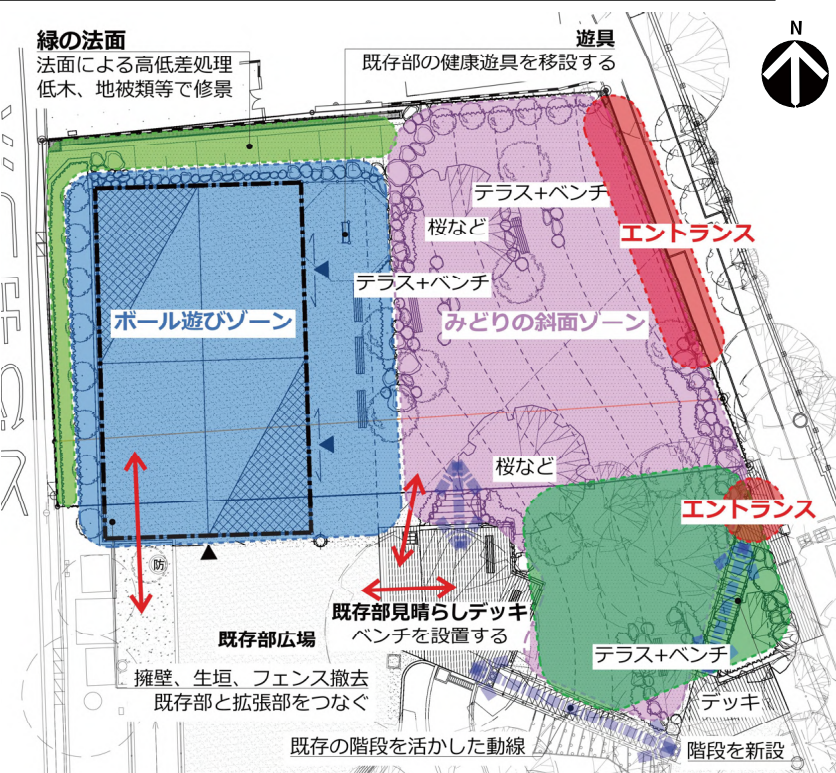 N
緑の法面
法面による高低差処理
低木、地被類等で修景
遊具
既存部の健康遊具を移設する
テラス+ベンチ
桜など
エントランス
テラス+ベンチ
ボール遊びゾーン
みどりの斜面ゾーン
桜など
エントランス
防
既存部見晴らしデッキ
ベンチを設置する
既存部広場
テラス+ベンチ
擁壁、生垣、フェンス撤去
既存部と拡張部をつなぐ
デッキ
既存の階段を活かした動線
階段を新設